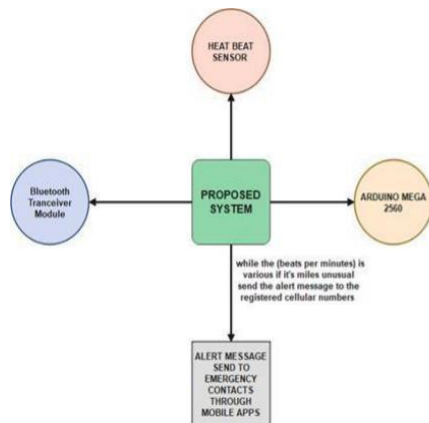 HEAT BEAT
SENSOR
Bluetooth
Tranceiver
Module
PROPOSED
SYSTEM
ARDUINO MEGA
2560
while the (beats per minutes) is
various if it's miles unusual
send the alert message to the
registered cellular numbers
ALERT MESSAGE
SEND TO
EMERGENCY
CONTACTS
THROUGH
MOBILE APPS